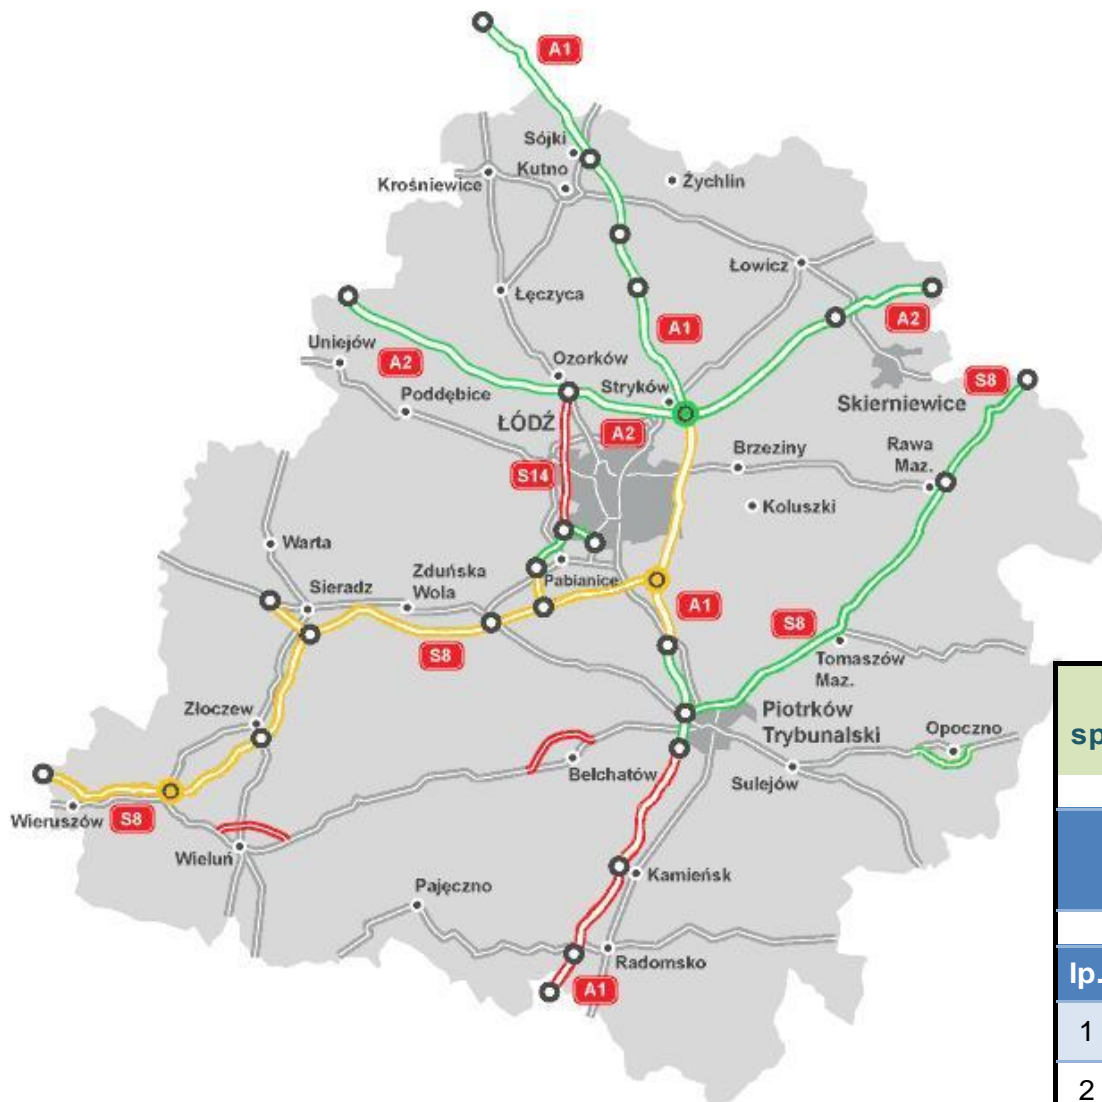 A1
Sójki
Kutno
Żychlin
Krośniewice
Łowicz
Łęczyca
A1
A2
Uniejów
A2
Ozorków
S8
Poddębice
Stryków
Skierniewice
ŁÓDŹ
A2
Brzeziny
Rawa
Maz.
S14
Koluszki
Warta
Zduńska
Wola
Sieradz
Pabianice
A1
S8
S8
Tomaszów
Maz.
Złoczew
Piotrków
Trybunalski
Opoczno
sp
Bełchatów
Sulejów
Wieruszów
S8
Wieluń
Kamieńsk
Pajęczno
Radomsko
A1
lp.
1
2